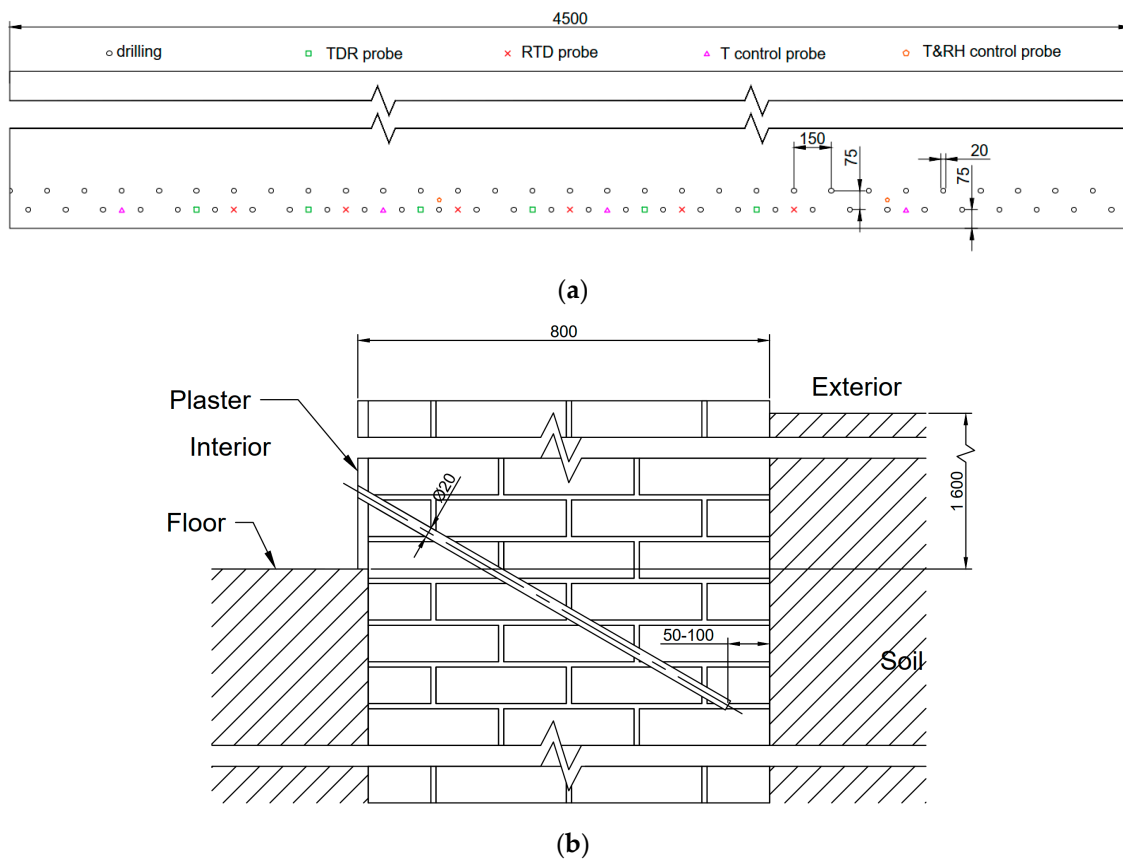 4500
drilling TDR probe RTD probe T control probe T&RH control probe
150 75 20 75
(a)
800
Exterior
Plaster
Interior
Ø20
1 600
Floor
50-100
Soil
(b)